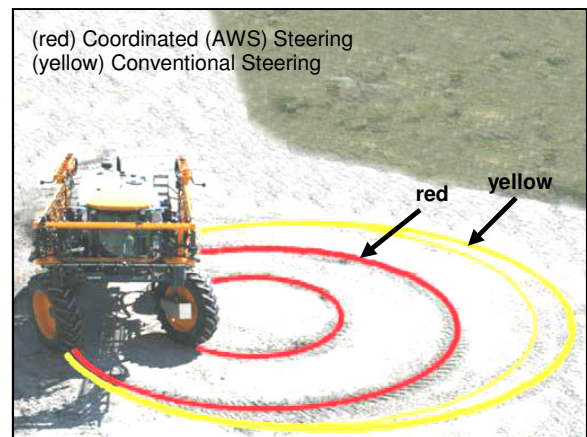 (red) Coordinated (AWS) Steering
(yellow) Conventional Steering
yellow
red